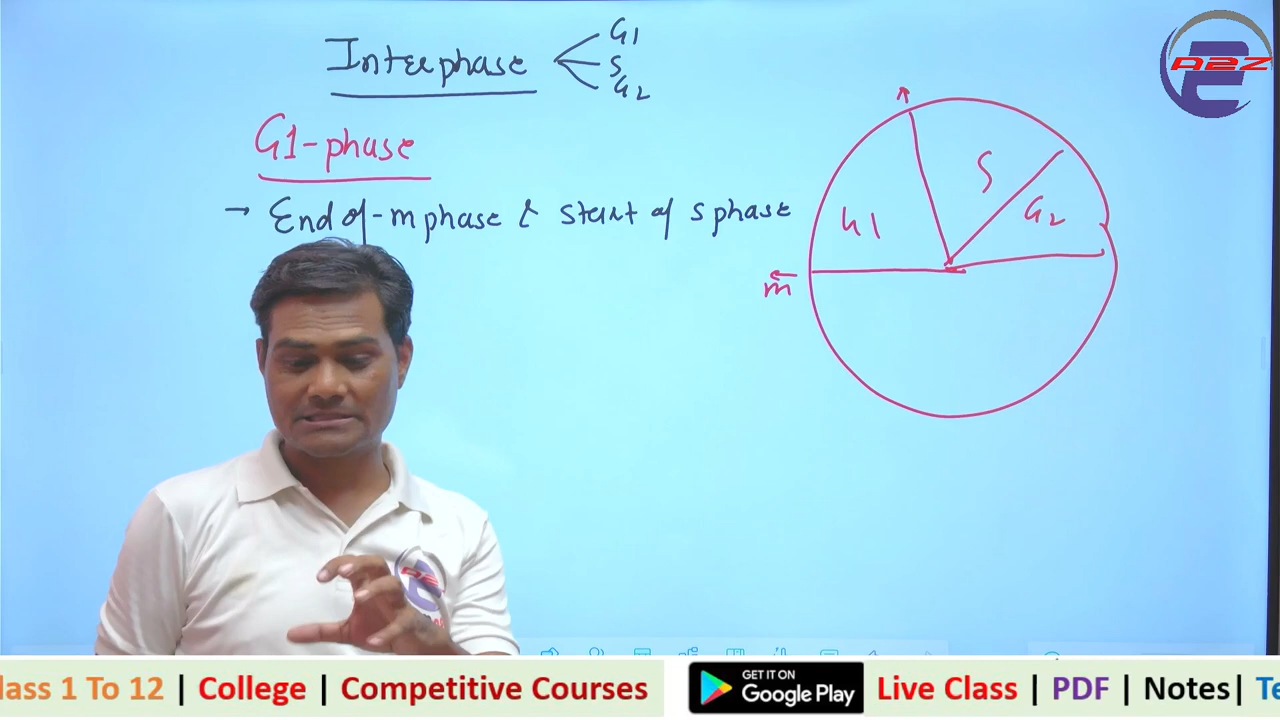 Interphase
G1
S
G2
A2Z
G1-phase
→ End of - m phase & start of s phase
G1
S
G2
m
A2Z
lass 1 To 12 | College | Competitive Courses
GET IT ON
Google Play
Live Class | PDF | Notes | Te